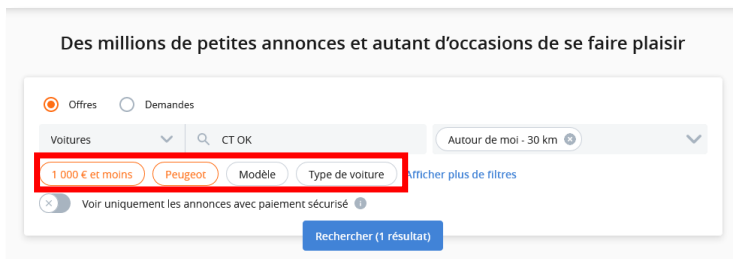 Des millions de petites annonces et autant d’occasions de se faire plaisir
Offres Demandes
Voitures CT OK Autour de moi - 30 km
1 000 € et moins Peugeot Modèle Type de voiture Afficher plus de filtres
Voir uniquement les annonces avec paiement sécurisé
Rechercher (1 résultat)